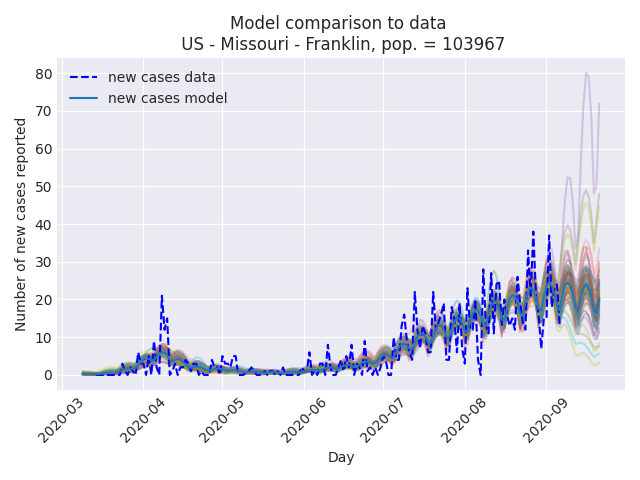 Model comparison to data
US - Missouri - Franklin, pop. = 103967
new cases data
new cases model
Number of new cases reported
80
70
60
50
40
30
20
10
0
2020-03
2020-04
2020-05
2020-06
2020-07
2020-08
2020-09
Day